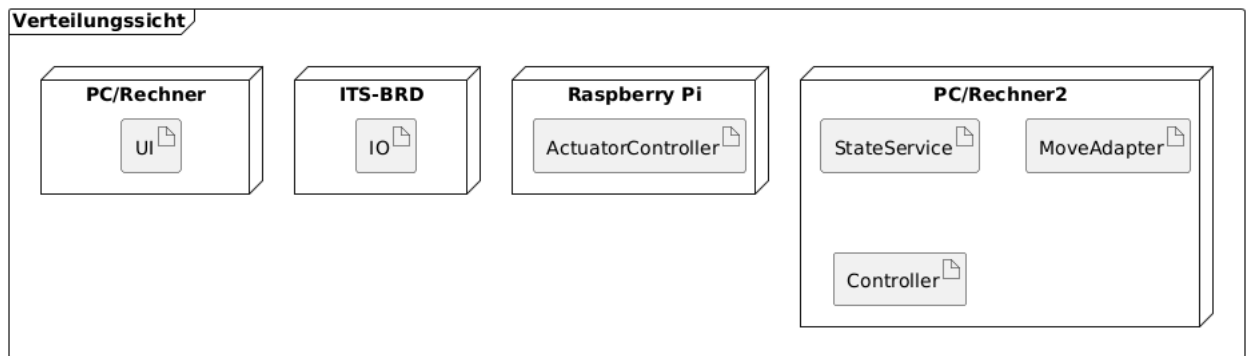 Verteilungssicht
PC/Rechner
UI
ITS-BRD
IO
Raspberry Pi
ActuatorController
PC/Rechner2
StateService
MoveAdapter
Controller